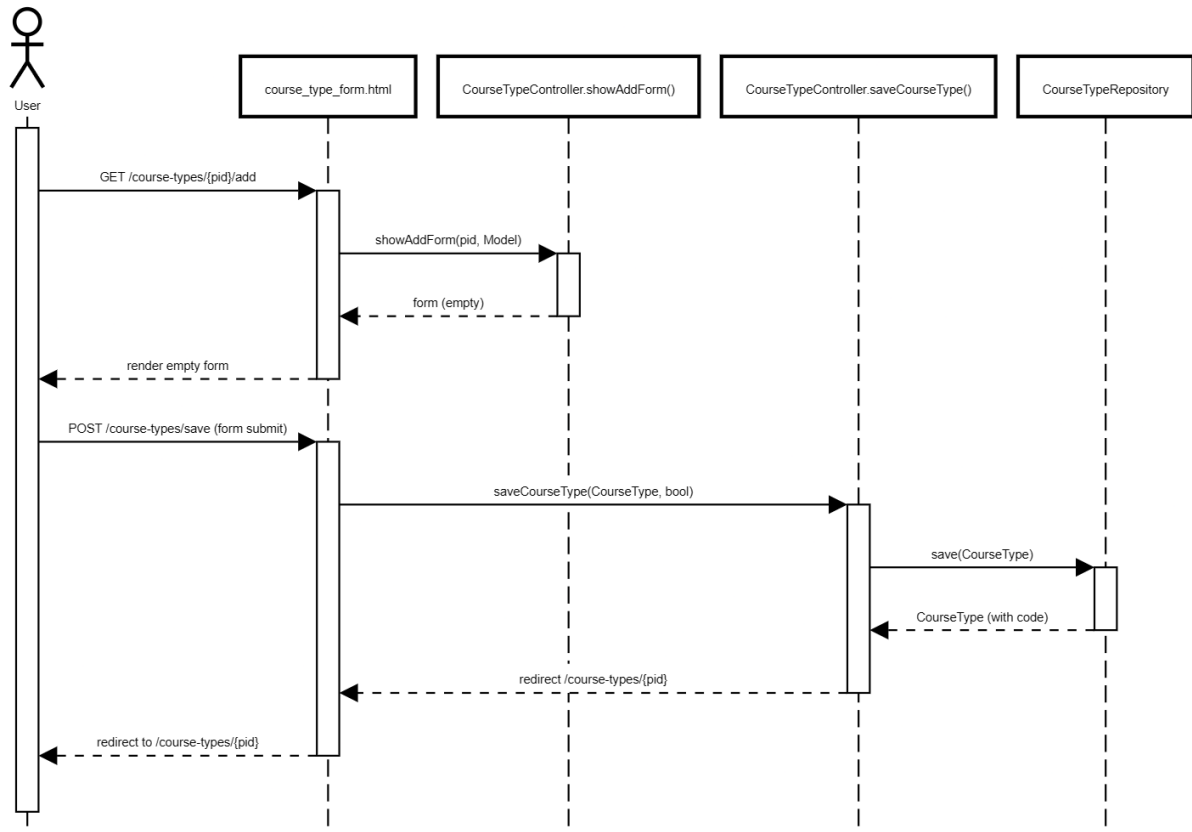 User
course_type_form.html
CourseTypeController.showAddForm()
CourseTypeController.saveCourseType()
CourseTypeRepository
GET /course-types/{pid}/add
showAddForm(pid, Model)
form (empty)
render empty form
POST /course-types/save (form submit)
saveCourseType(CourseType, bool)
save(CourseType)
CourseType (with code)
redirect /course-types/{pid}
redirect to /course-types/{pid}